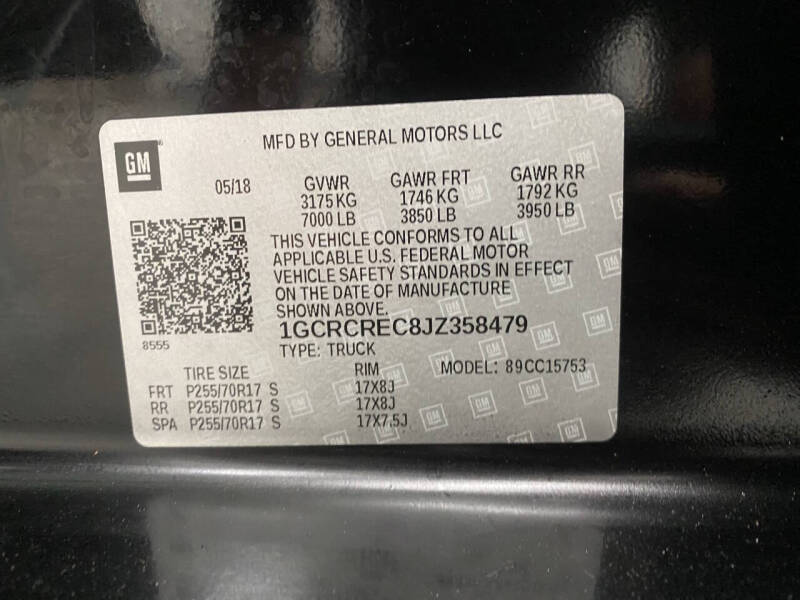 MFD BY GENERAL MOTORS LLC
GM
05/18 GVWR GAWR FRT GAWR RR
3175 KG 1746 KG 1792 KG
7000 LB 3850 LB 3950 LB
THIS VEHICLE CONFORMS TO ALL
APPLICABLE U.S. FEDERAL MOTOR
VEHICLE SAFETY STANDARDS IN EFFECT
ON THE DATE OF MANUFACTURE
SHOWN ABOVE.
1GCRCREC8JZ358479
8555
TYPE: TRUCK
TIRE SIZE RIM MODEL: 89CC15753
FRT P255/70R17 S 17X8J
RR P255/70R17 S 17X8J
SPA P255/70R17 S 17X7.5J